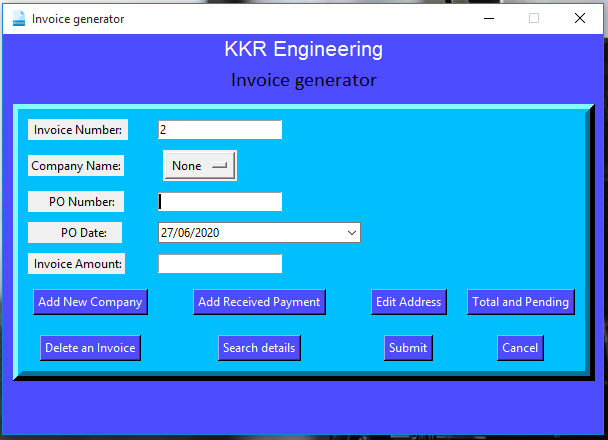 Invoice generator
KKR Engineering
Invoice generator
Invoice Number: 2
Company Name: None
PO Number:
PO Date: 27/06/2020
Invoice Amount:
Add New Company Add Received Payment Edit Address Total and Pending
Delete an Invoice Search details Submit Cancel